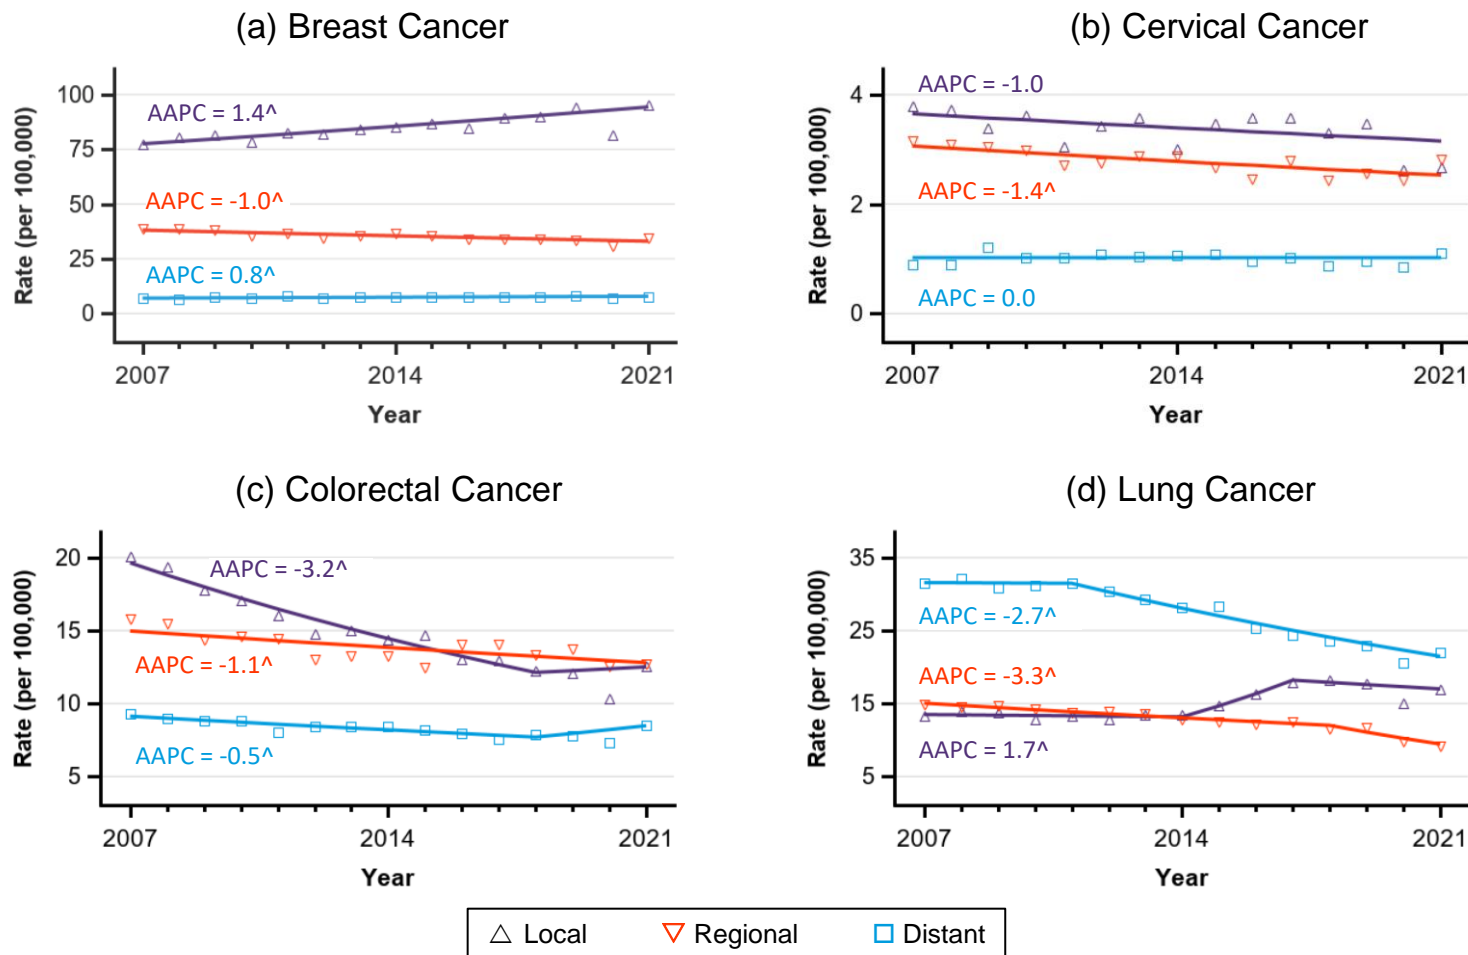 (a) Breast Cancer
Rate (per 100,000)
100
75
50
25
0
AAPC = 1.4^
AAPC = -1.0^
AAPC = 0.8^
2007
2014
2021
Year
(b) Cervical Cancer
Rate (per 100,000)
4
2
0
AAPC = -1.0
AAPC = -1.4^
AAPC = 0.0
2007
2014
2021
Year
(c) Colorectal Cancer
Rate (per 100,000)
20
15
10
5
AAPC = -3.2^
AAPC = -1.1^
AAPC = -0.5^
2007
2014
2021
Year
(d) Lung Cancer
Rate (per 100,000)
35
25
15
5
AAPC = -2.7^
AAPC = -3.3^
AAPC = 1.7^
2007
2014
2021
Year
Local
Regional
Distant